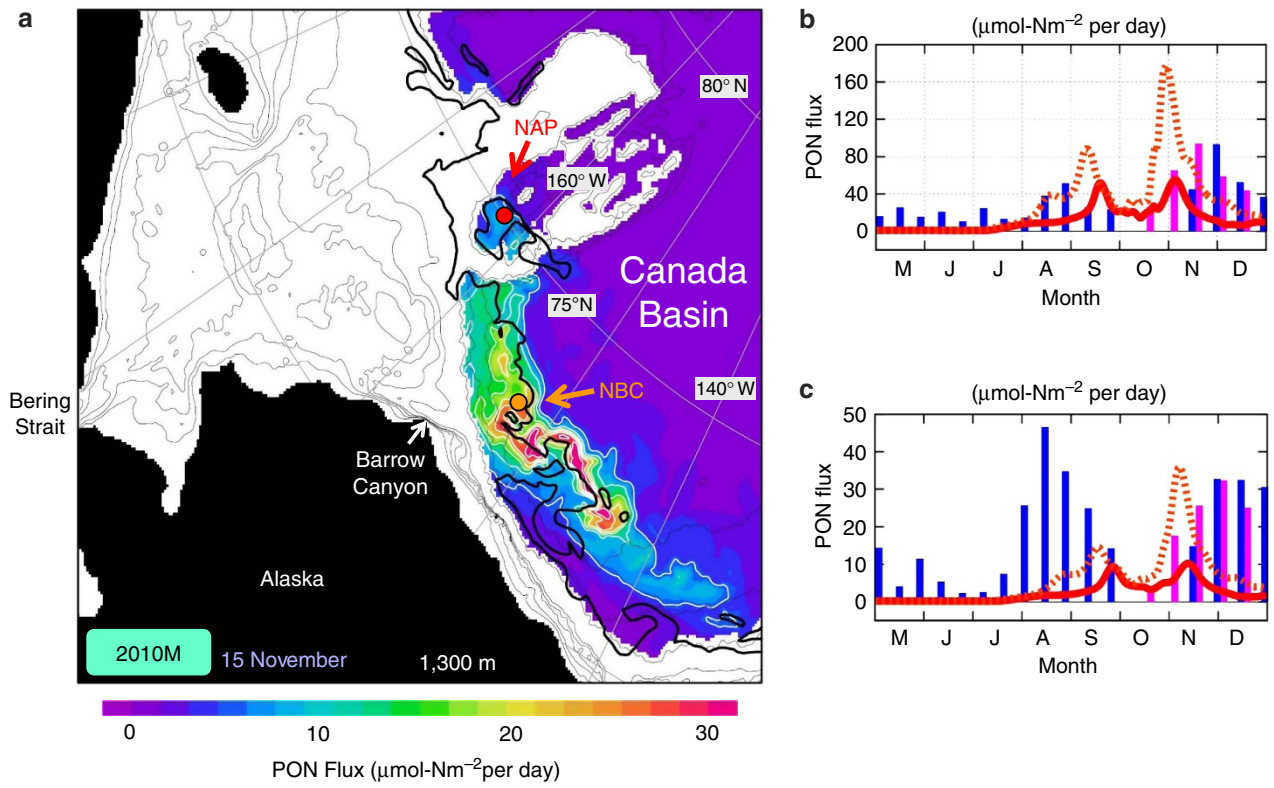 a
NAP
80° N
160° W
Canada
Basin
75°N
140° W
NBC
Bering
Strait
Barrow
Canyon
Alaska
2010M
15 November
1,300 m
0 10 20 30
PON Flux (μmol-Nm⁻²per day)
b
(μmol-Nm⁻² per day)
PON flux
200
160
120
80
40
0
M J J A S O N D
Month
c
(μmol-Nm⁻² per day)
PON flux
50
40
30
20
10
0
M J J A S O N D
Month